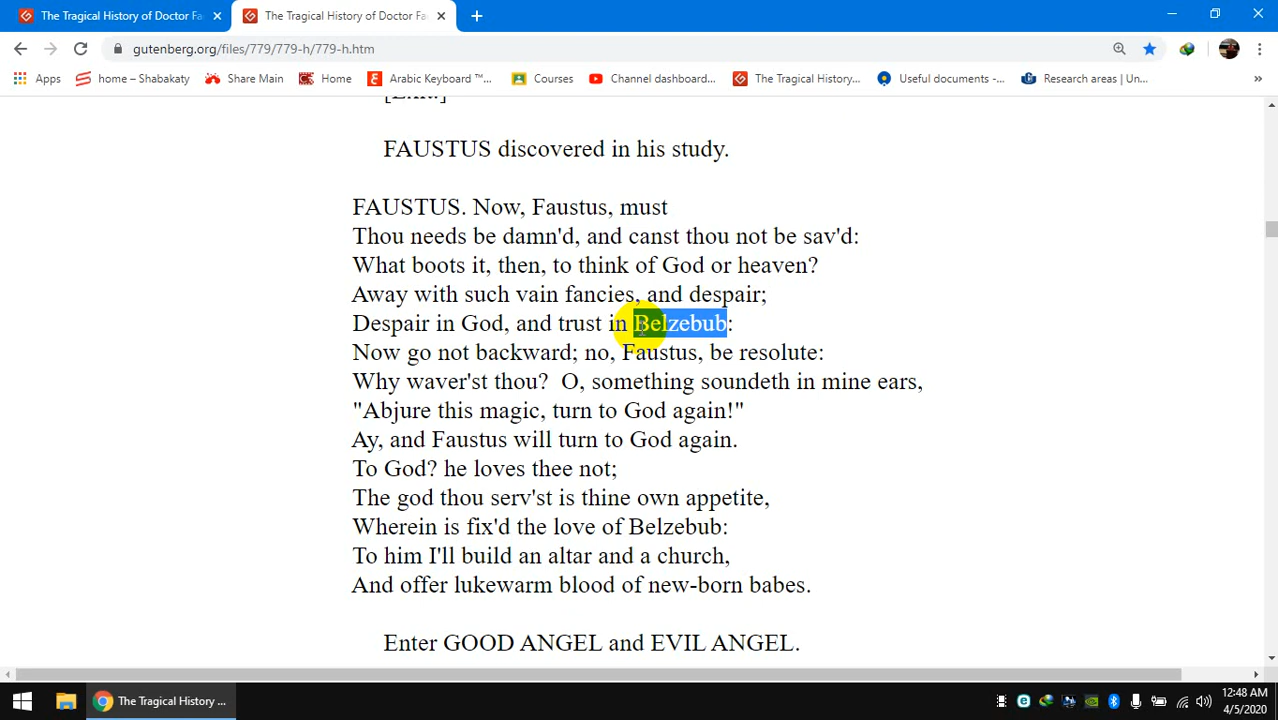 The Tragical History of Doctor Fa
The Tragical History of Doctor Fa
gutenberg.org/files/779/779-h/779-h.htm
Apps
home – Shabakaty
Share Main
Home
Arabic Keyboard ™...
Courses
Channel dashboard...
The Tragical History...
Useful documents -...
Research areas | Un...
»
FAUSTUS discovered in his study.
FAUSTUS. Now, Faustus, must
Thou needs be damn'd, and canst thou not be sav'd:
What boots it, then, to think of God or heaven?
Away with such vain fancies, and despair;
Despair in God, and trust in Belzebub:
Now go not backward; no, Faustus, be resolute:
Why waver'st thou?  O, something soundeth in mine ears,
"Abjure this magic, turn to God again!"
Ay, and Faustus will turn to God again.
To God? he loves thee not;
The god thou serv'st is thine own appetite,
Wherein is fix'd the love of Belzebub:
To him I'll build an altar and a church,
And offer lukewarm blood of new-born babes.
Enter GOOD ANGEL and EVIL ANGEL.
The Tragical History ...
12:48 AM
4/5/2020